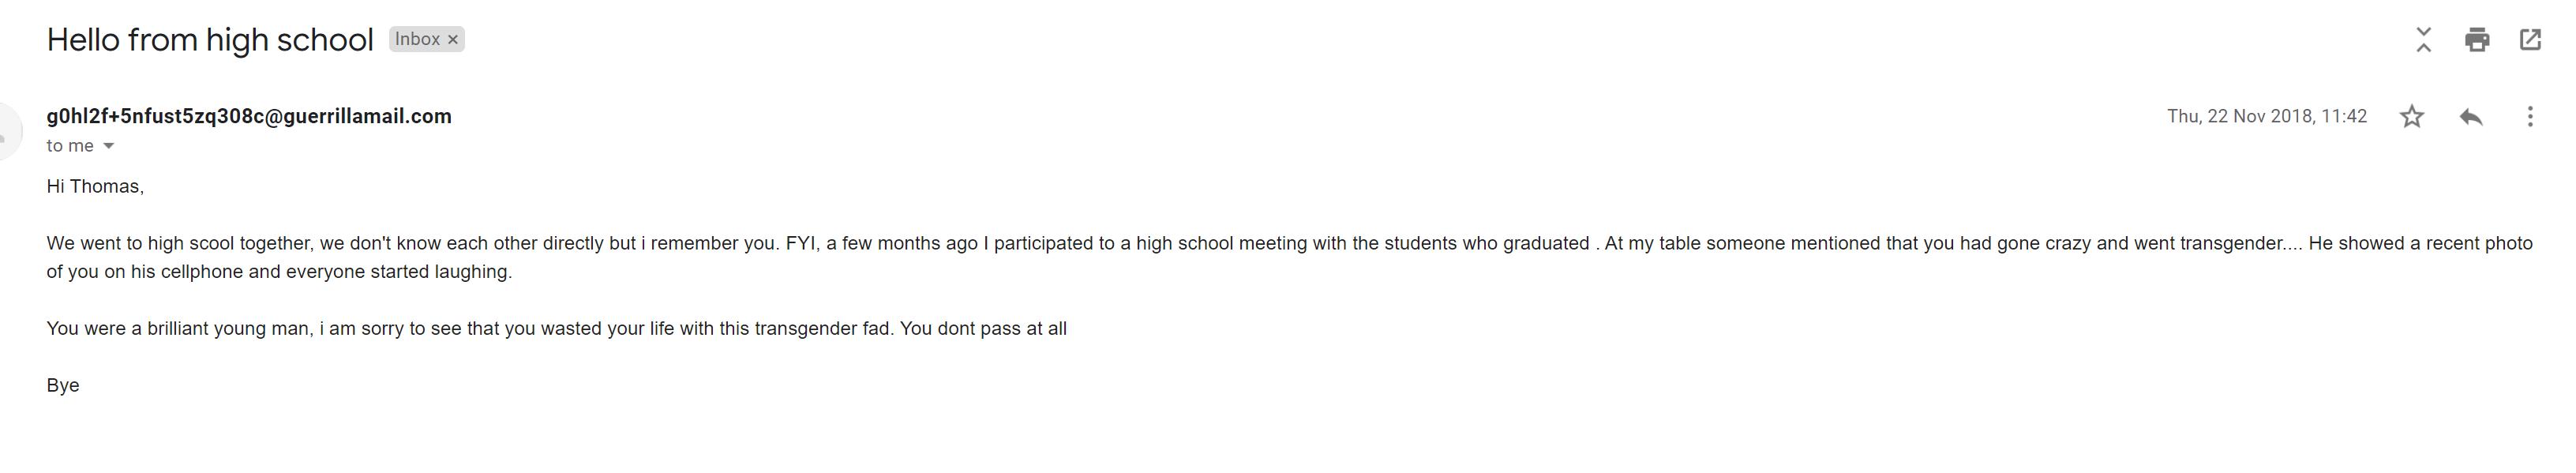 Hello from high school Inbox ×
g0hl2f+5nfust5zq308c@guerrillamail.com Thu, 22 Nov 2018, 11:42
to me
Hi Thomas,
We went to high scool together, we don't know each other directly but i remember you. FYI, a few months ago I participated to a high school meeting with the students who graduated . At my table someone mentioned that you had gone crazy and went transgender.... He showed a recent photo
of you on his cellphone and everyone started laughing.
You were a brilliant young man, i am sorry to see that you wasted your life with this transgender fad. You dont pass at all
Bye